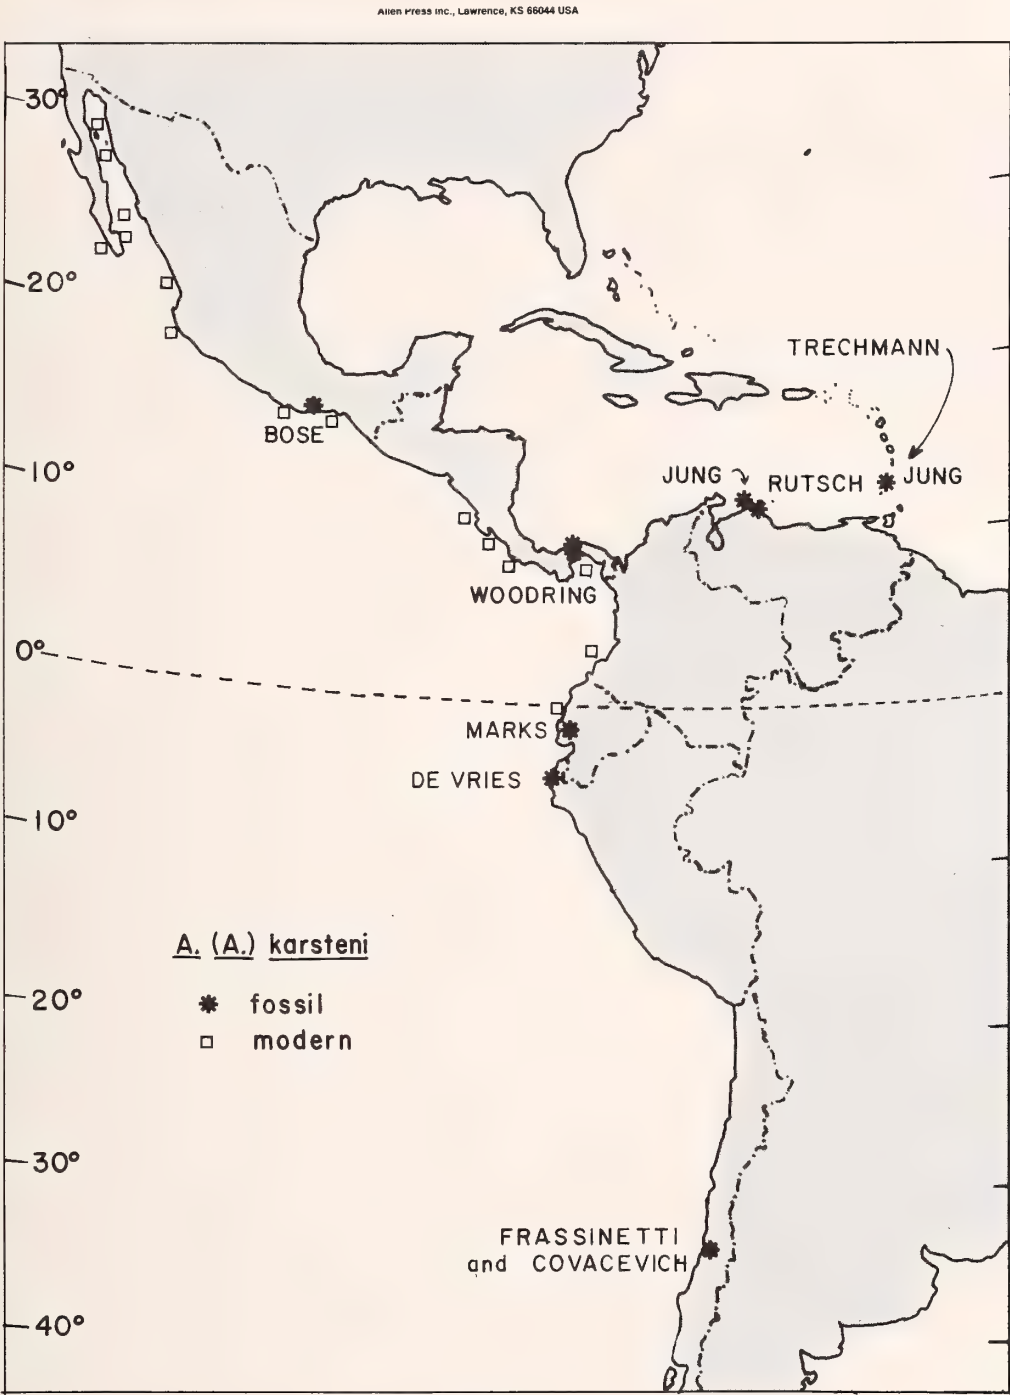 Allen Press Inc., Lawrence, KS 66044 USA
30°
20°
TRECHMANN
BOSE
10°
JUNG
RUTSCH
JUNG
WOODRING
0°
MARKS
DE VRIES
10°
A. (A.) karsteni
fossil
modern
20°
30°
FRASSINETTI
and COVACEVICH
40°